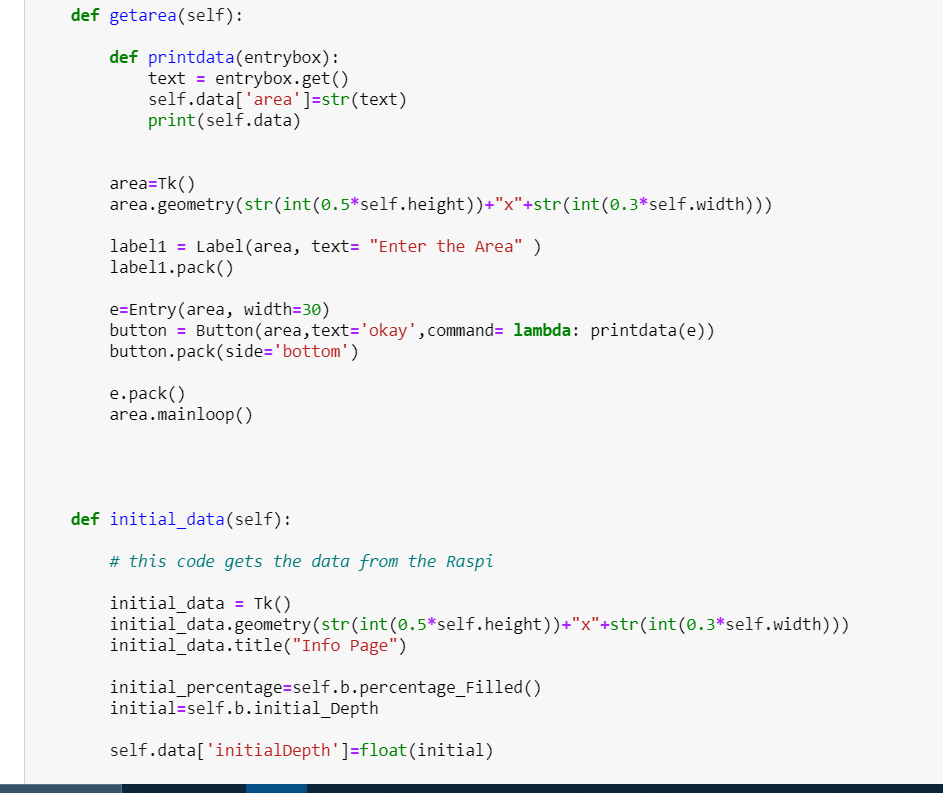 def getarea(self):
def printdata(entrybox):
text = entrybox.get()
self.data['area']=str(text)
print(self.data)
area=Tk()
area.geometry(str(int(0.5*self.height))+"x"+str(int(0.3*self.width)))
label1 = Label(area, text= "Enter the Area" )
label1.pack()
e=Entry(area, width=30)
button = Button(area,text='okay',command= lambda: printdata(e))
button.pack(side='bottom')
e.pack()
area.mainloop()
def initial_data(self):
# this code gets the data from the Raspi
initial_data = Tk()
initial_data.geometry(str(int(0.5*self.height))+"x"+str(int(0.3*self.width)))
initial_data.title("Info Page")
initial_percentage=self.b.percentage_Filled()
initial=self.b.initial_Depth
self.data['initialDepth']=float(initial)